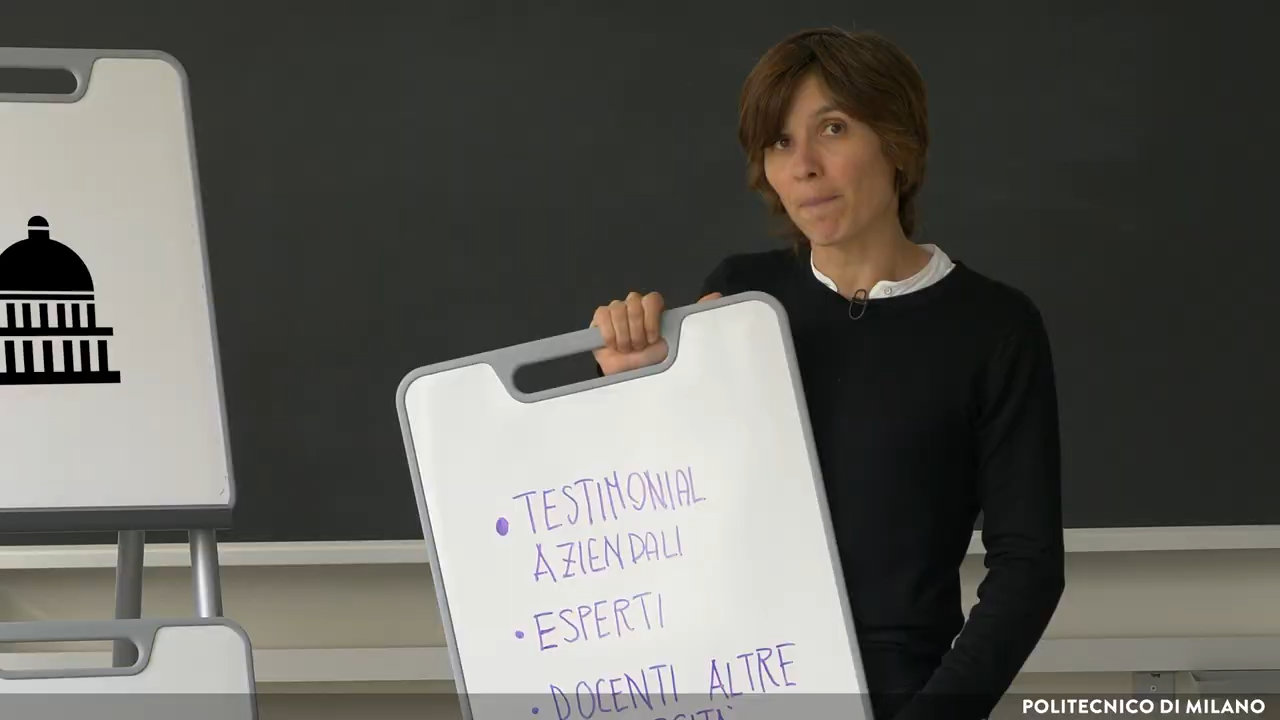 • TESTIMONIAL
AZIENDALI
• ESPERTI
• DOCENTI ALTRE
POLITECNICO DI MILANO